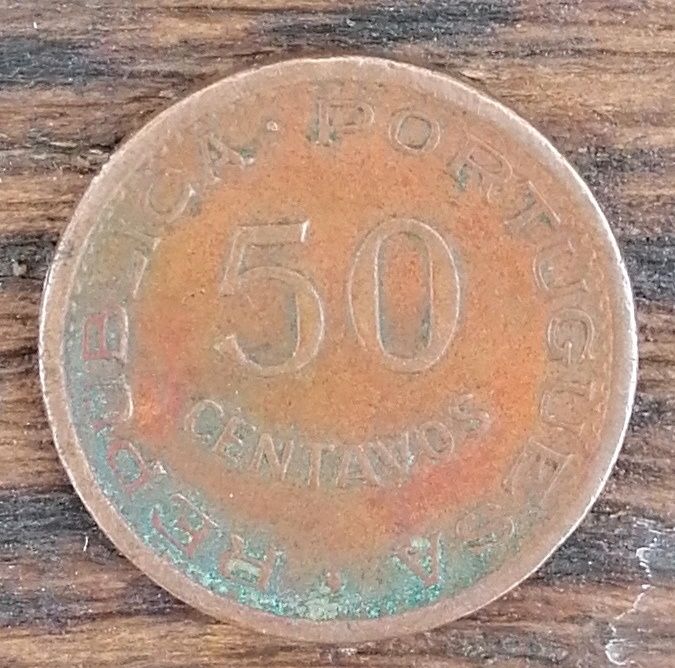 REPUBLICA · PORTUGUESA ·
50
CENTAVOS